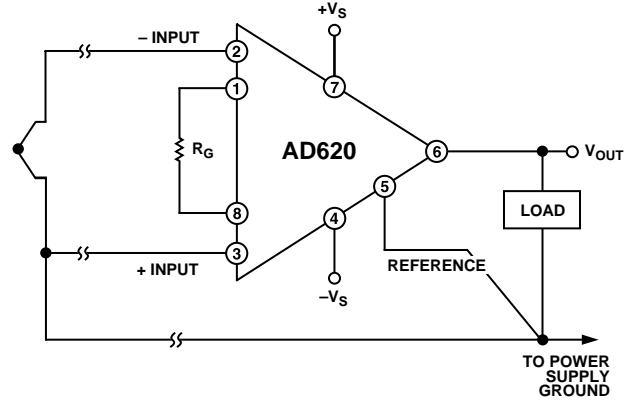 +VS
– INPUT
2
1
7
RG
AD620
6
VOUT
5
8
4
LOAD
3
+ INPUT
REFERENCE
–VS
TO POWER
SUPPLY
GROUND